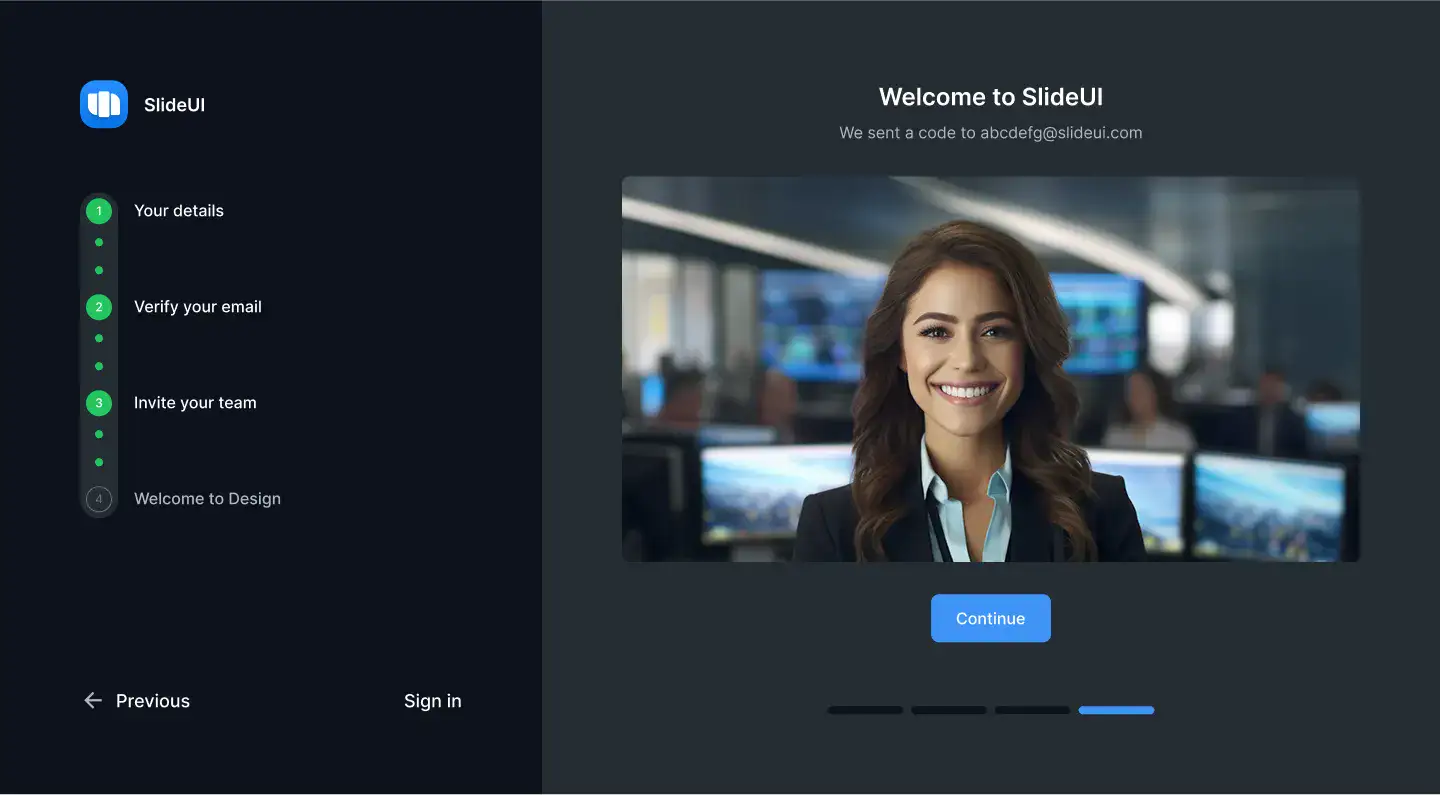 SlideUI
1 Your details
2 Verify your email
3 Invite your team
4 Welcome to Design
Previous
Sign in
Welcome to SlideUI
We sent a code to abcdefg@slideui.com
Continue